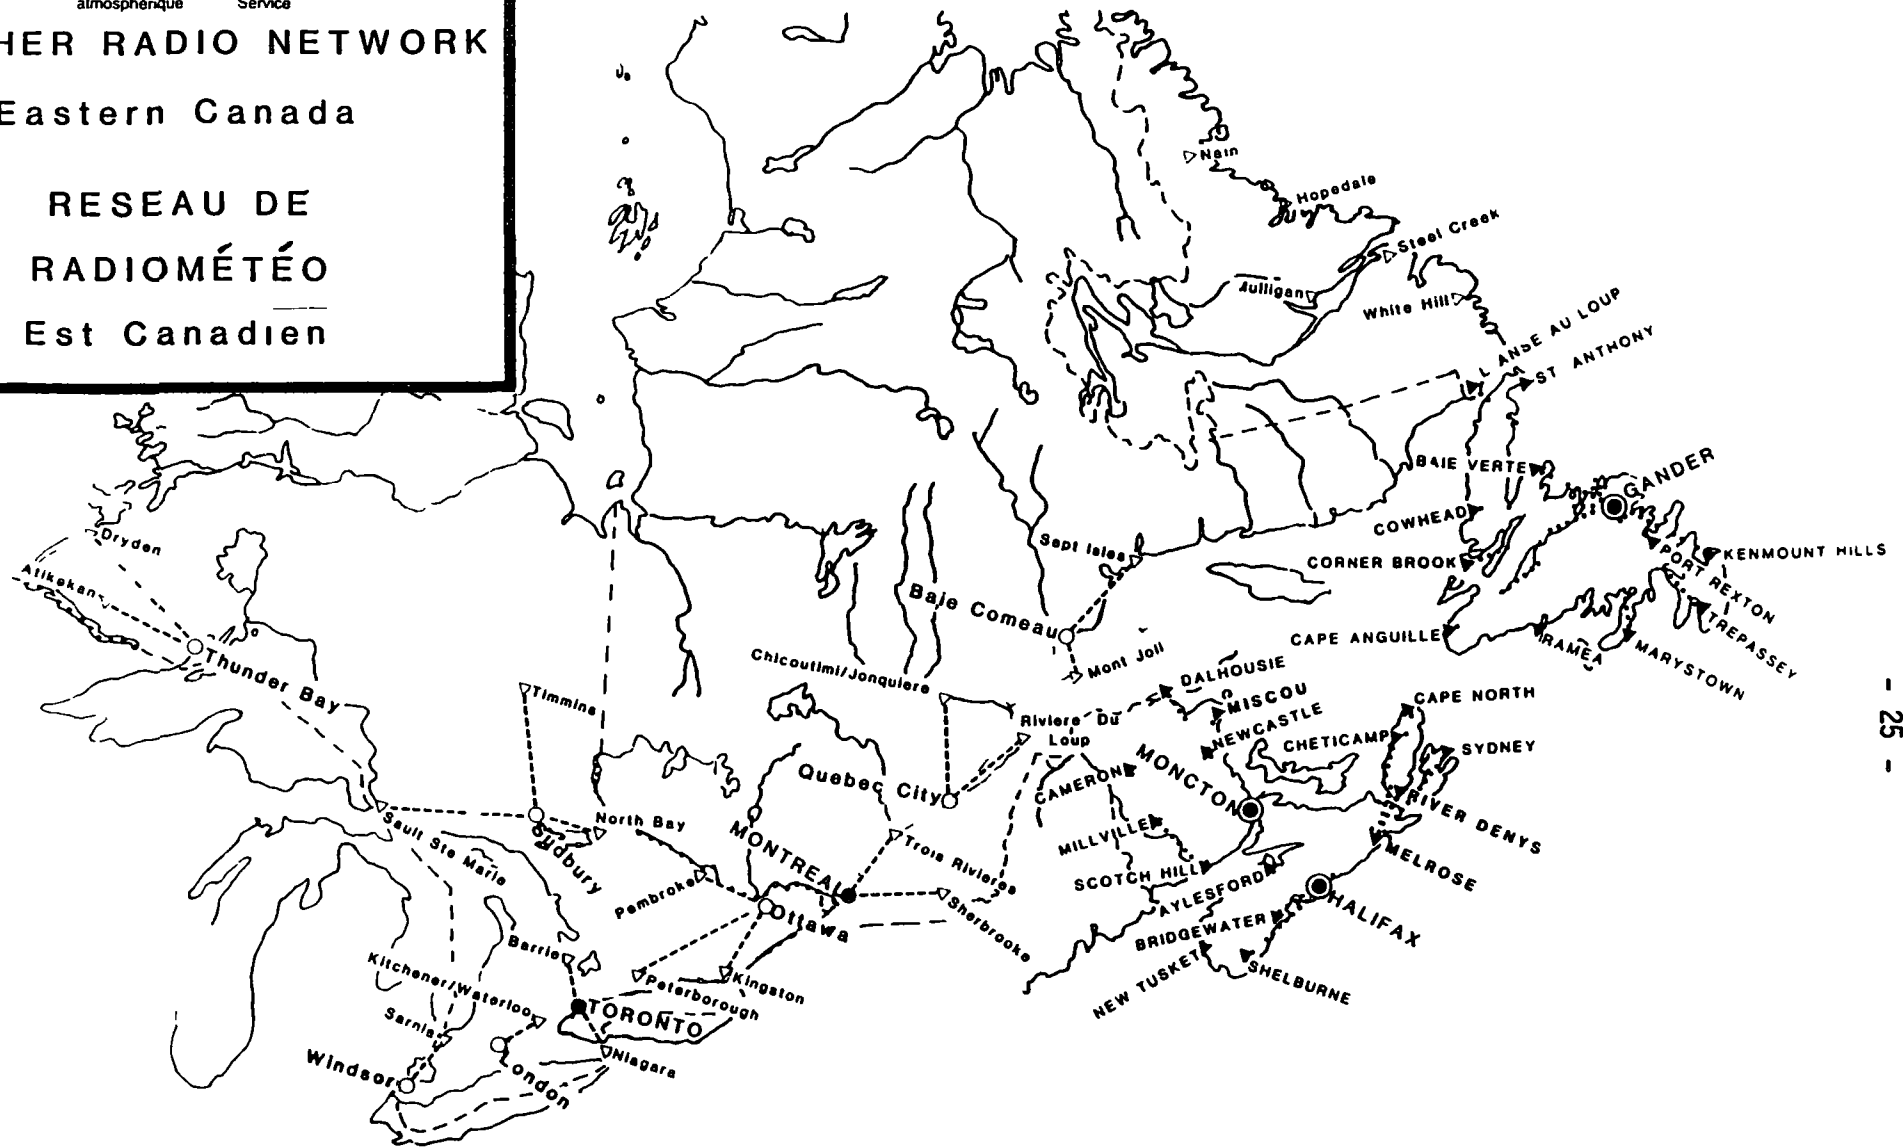 atmosphérique Service
HER RADIO NETWORK
Eastern Canada
RESEAU DE
RADIOMÉTÉO
Est Canadien
Nain
Hopedale
Steel Creek
Mulligan
White Hill
L ANSE AU LOUP
ST ANTHONY
BAIE VERTE
GANDER
COWHEAD
CORNER BROOK
KENMOUNT HILLS
PORT REXTON
TREPASSEY
MARYSTOWN
RAMEA
CAPE ANGUILLE
Dryden
Atikokan
Thunder Bay
Sept Isles
Baie Comeau
Mont Joli
Chicoutimi/Jonquiere
Riviere Du
Loup
DALHOUSIE
MISCOU
NEWCASTLE
CAPE NORTH
CHETICAMP
SYDNEY
Timmins
Quebec City
CAMERON
MONCTON
RIVER DENYS
MELROSE
MILLVILLE
SCOTCH HILL
AYLESFORD
HALIFAX
BRIDGEWATER
NEW TUSKET
SHELBURNE
Sault Ste Marie
Sudbury
North Bay
MONTREAL
Trois Rivieres
Sherbrooke
Pembroke
Ottawa
Barrie
Kitchener/Waterloo
Peterborough
Kingston
TORONTO
Sarnia
Windsor
London
Niagara
- 25 -